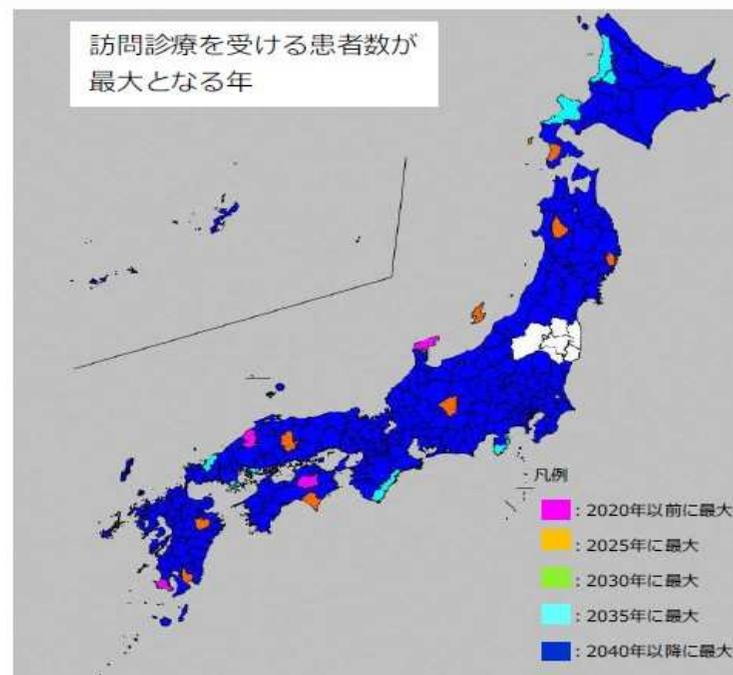 訪問診療を受ける患者数が
最大となる年
凡例
：2020年以前に最大
：2025年に最大
：2030年に最大
：2035年に最大
：2040年以降に最大